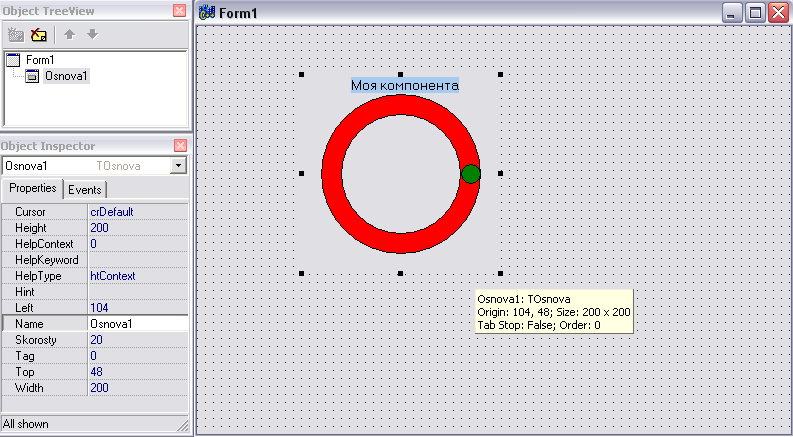 Object TreeView
Form1
Osnova1
Object Inspector
Osnova1 TOsnova
Properties Events
Cursor crDefault
Height 200
HelpContext 0
HelpKeyword
HelpType htContext
Hint
Left 104
Name Osnova1
Skorosty 20
Tag 0
Top 48
Width 200
All shown
Form1
Моя компонента
Osnova1: TOsnova
Origin: 104, 48; Size: 200 x 200
Tab Stop: False; Order: 0